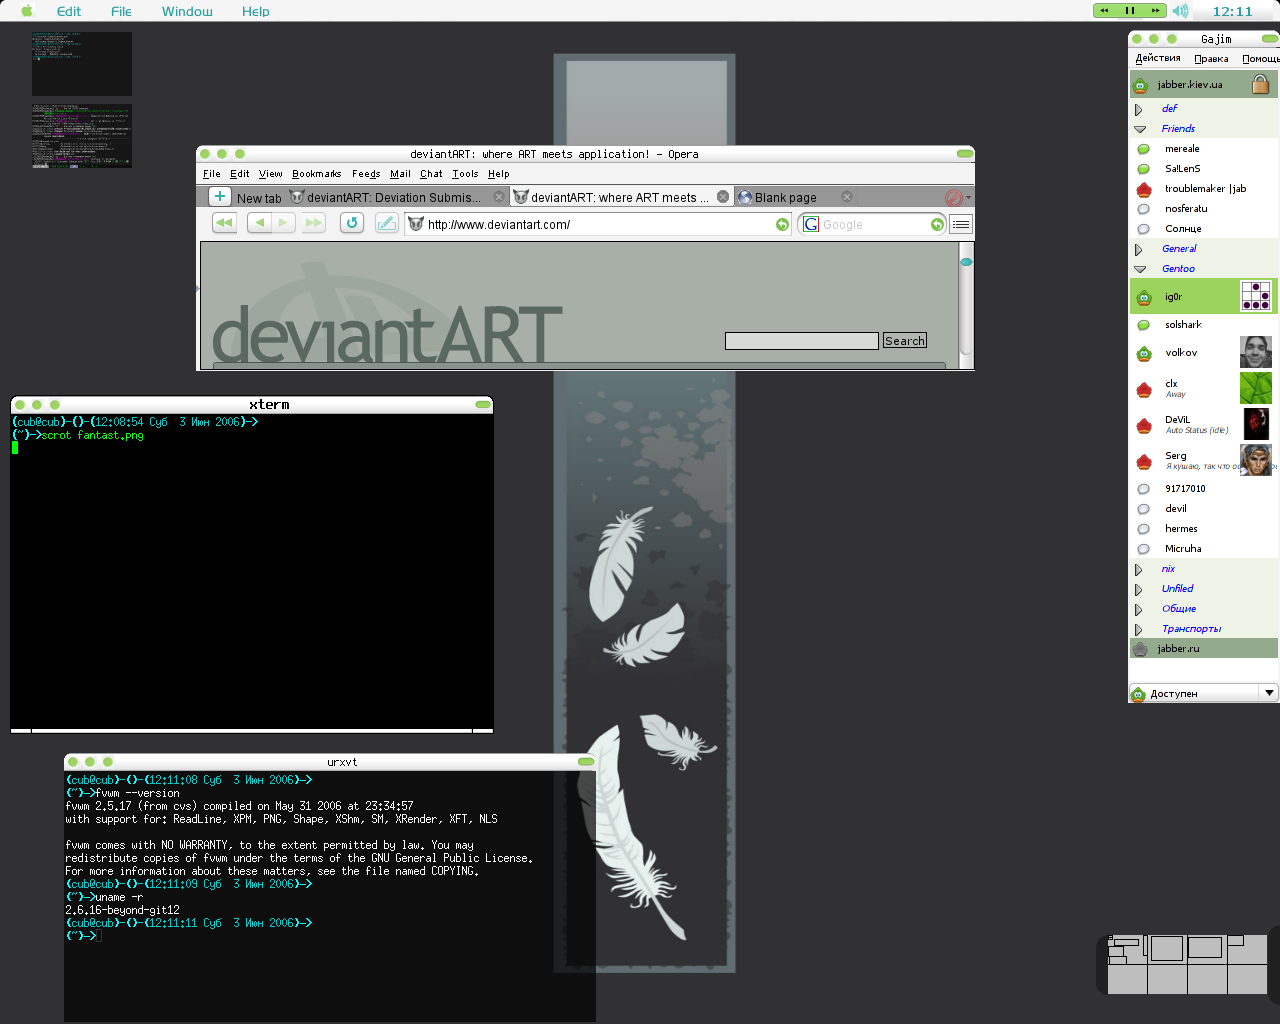 Edit File Window Help
12:11
Gajim
Действия Правка Помощь
jabber.kiev.ua
def
Friends
mereale
SaLLenS
troublemaker |jab
nosferatu
Солнце
General
Gentoo
ig0r
solshark
volkov
clx
Away
DeViL
Auto Status (idle)
Serg
Я кушаю, так что
91717010
devil
hermes
Micruha
nix
Unfiled
Общие
Транспорты
jabber.ru
Доступен
deviantART: where ART meets application! - Opera
File Edit View Bookmarks Feeds Mail Chat Tools Help
New tab deviantART: Deviation Submis... deviantART: where ART meets ... Blank page
http://www.deviantart.com/ G Google
deviantART
Search
xterm
(cub@cub)-()-(12:08:54 Суб  3 Июн 2006)->
(~)->scrot fantast.png
urxvt
(cub@cub)-()-(12:11:08 Суб  3 Июн 2006)->
(~)->fvwm --version
fvwm 2.5.17 (from cvs) compiled on May 31 2006 at 23:34:57
with support for: ReadLine, XPM, PNG, Shape, XShm, SM, XRender, XFT, NLS
fvwm comes with NO WARRANTY, to the extent permitted by law. You may
redistribute copies of fvwm under the terms of the GNU General Public License.
For more information about these matters, see the file named COPYING.
(cub@cub)-()-(12:11:09 Суб  3 Июн 2006)->
(~)->uname -r
2.6.16-beyond-git12
(cub@cub)-()-(12:11:11 Суб  3 Июн 2006)->
(~)->